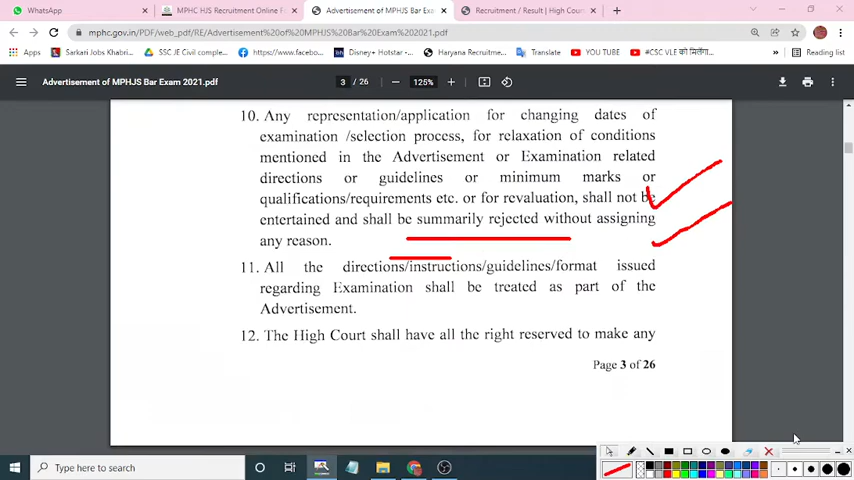 WhatsApp
MPHC HJS Recruitment Online F
Advertisement of MPHJS Bar Exa
Recruitment / Result | High Cour
mphc.gov.in/PDF/web_pdf/RE/Advertisement%20of%20MPHJS%20Bar%20Exam%202021.pdf
Apps
Sarkari Jobs Khabri...
SSC JE Civil comple...
(2) Facebook
https://www.faceb...
Disney+ Hotstar -...
Haryana Recruitme...
Translate
YOU TUBE
#CSC VLE को मिला...
Reading list
Advertisement of MPHJS Bar Exam 2021.pdf
3 / 26
125%
10. Any representation/application for changing dates of
examination /selection process, for relaxation of conditions
mentioned in the Advertisement or Examination related
directions or guidelines or minimum marks or
qualifications/requirements etc. or for revaluation, shall not be
entertained and shall be summarily rejected without assigning
any reason.
11. All the directions/instructions/guidelines/format issued
regarding Examination shall be treated as part of the
Advertisement.
12. The High Court shall have all the right reserved to make any
Page 3 of 26
Type here to search